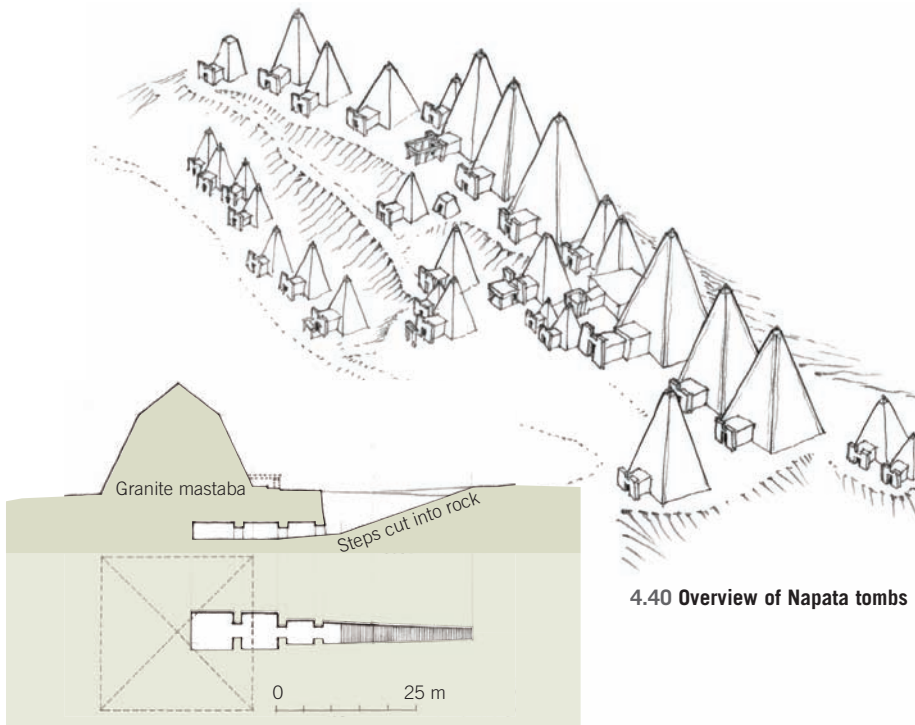 Granite mastaba
Steps cut into rock
0 25 m
4.40 Overview of Napata tombs